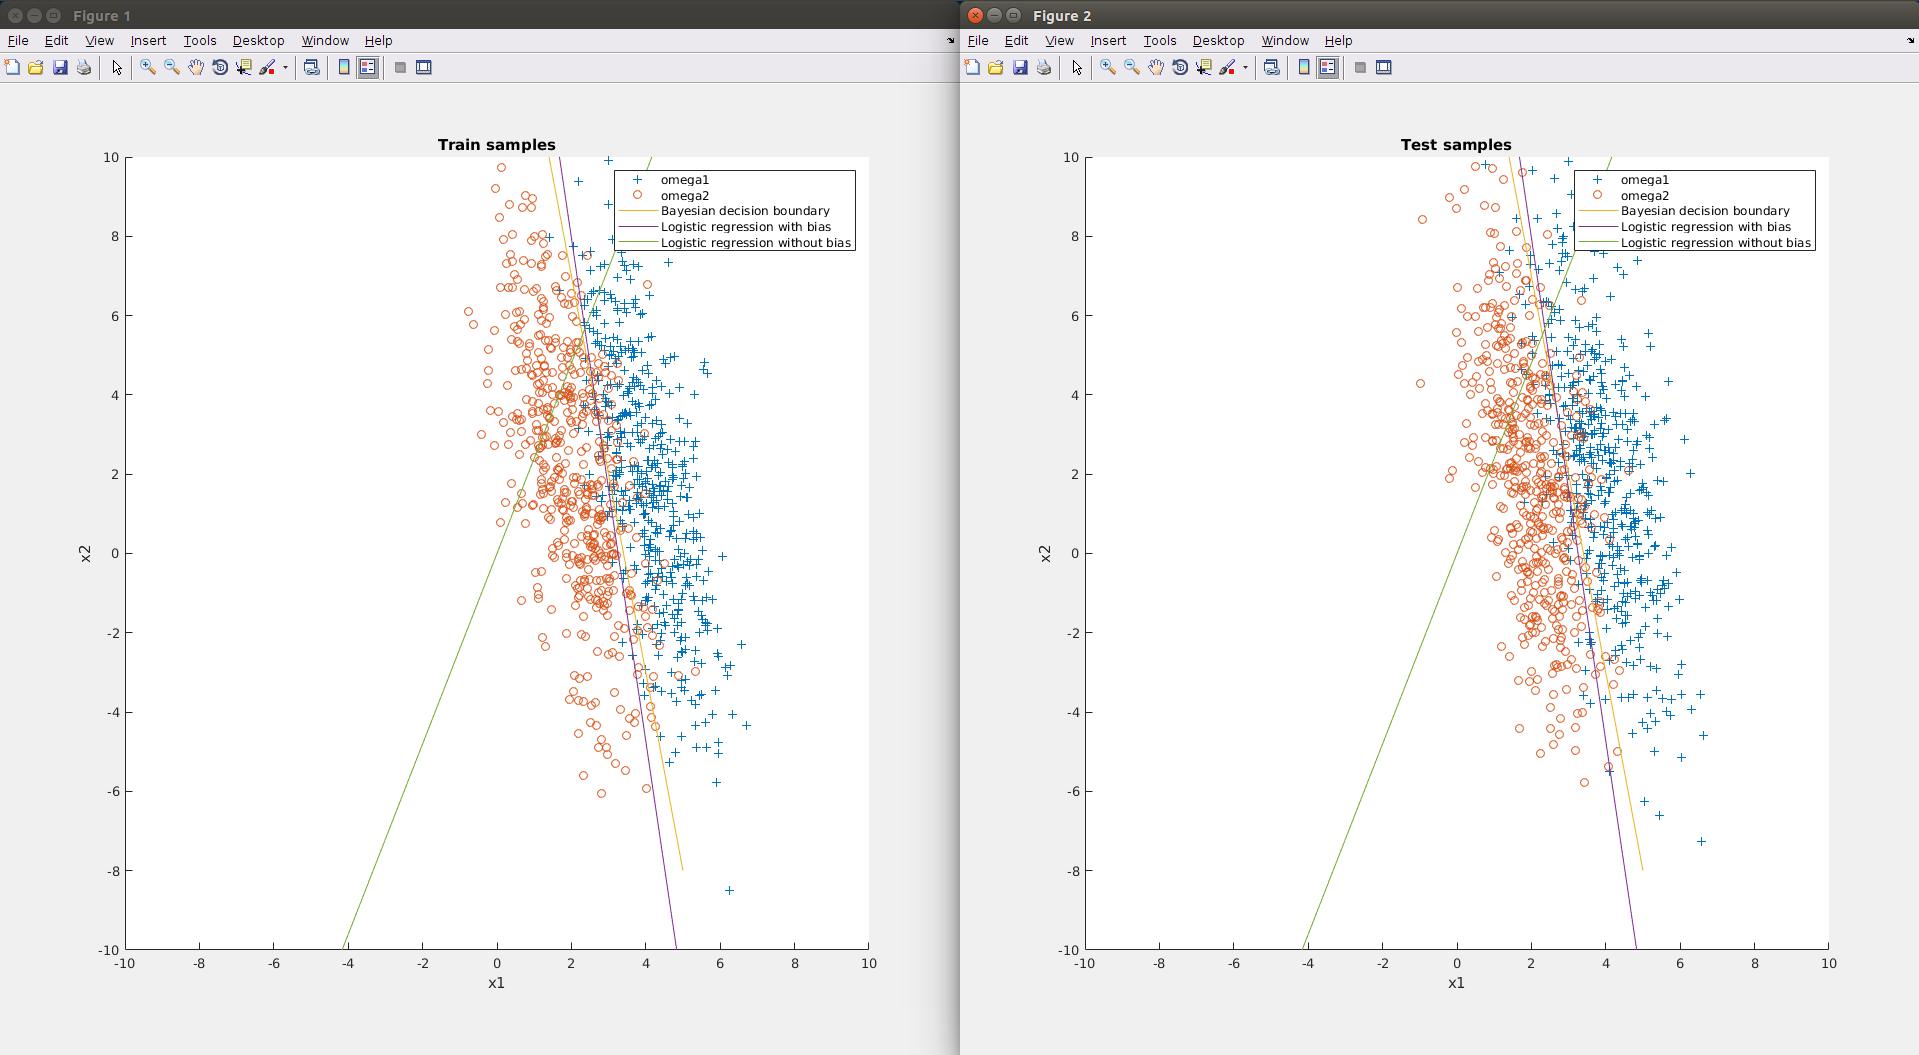 Figure 1
File Edit View Insert Tools Desktop Window Help
Train samples
omega1
omega2
Bayesian decision boundary
Logistic regression with bias
Logistic regression without bias
10
8
6
4
2
0
-2
-4
-6
-8
-10
x2
-10 -8 -6 -4 -2 0 2 4 6 8 10
x1
Figure 2
File Edit View Insert Tools Desktop Window Help
Test samples
omega1
omega2
Bayesian decision boundary
Logistic regression with bias
Logistic regression without bias
10
8
6
4
2
0
-2
-4
-6
-8
-10
x2
-10 -8 -6 -4 -2 0 2 4 6 8 10
x1